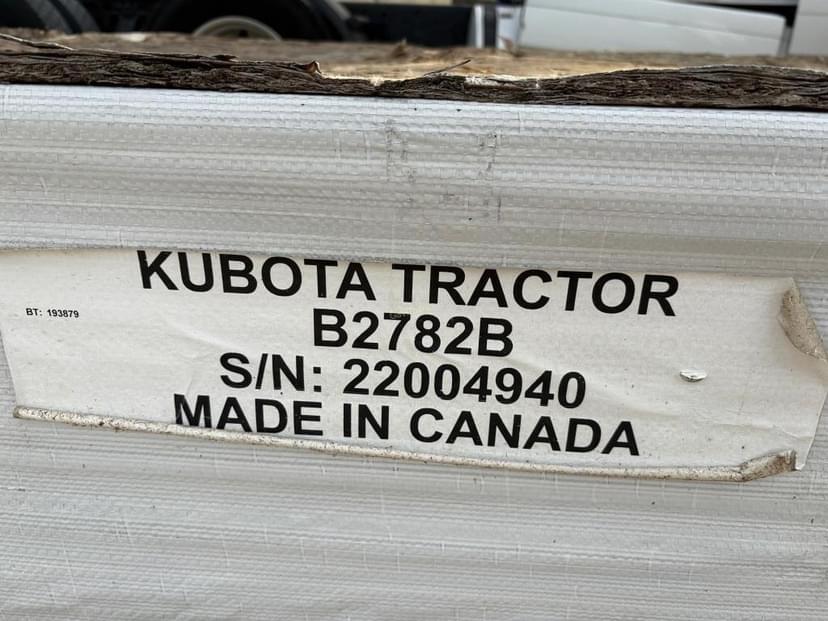 KUBOTA TRACTOR
BT: 193879
B2782B
S/N: 22004940
MADE IN CANADA